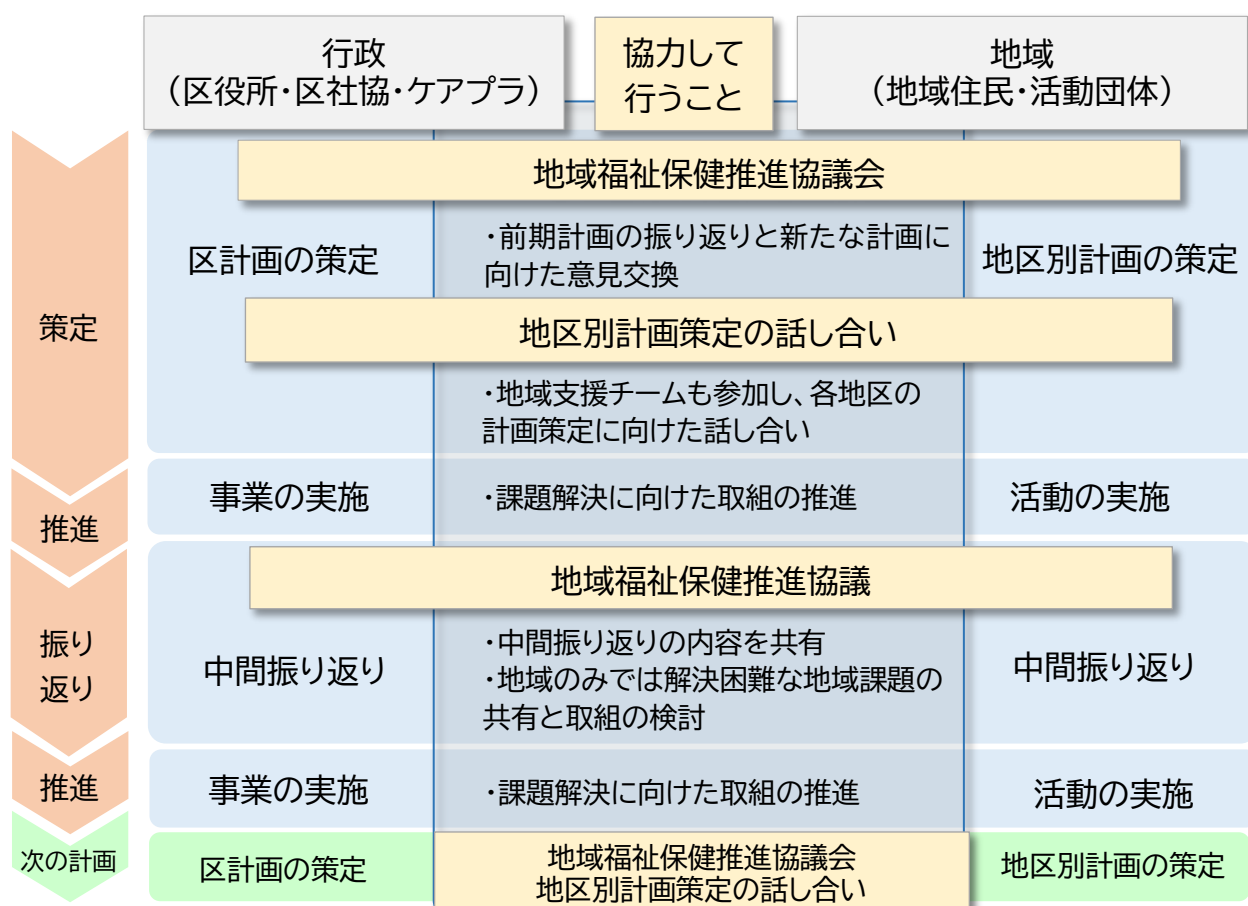 行政
（区役所・区社協・ケアプラ）
協力して
行うこと
地域
（地域住民・活動団体）
策定
地域福祉保健推進協議会
区計画の策定
・前期計画の振り返りと新たな計画に
向けた意見交換
地区別計画の策定
地区別計画策定の話し合い
・地域支援チームも参加し、各地区の
計画策定に向けた話し合い
推進
事業の実施
・課題解決に向けた取組の推進
活動の実施
振り
返り
地域福祉保健推進協議
中間振り返り
・中間振り返りの内容を共有
・地域のみでは解決困難な地域課題の
共有と取組の検討
中間振り返り
推進
事業の実施
・課題解決に向けた取組の推進
活動の実施
次の計画
区計画の策定
地域福祉保健推進協議会
地区別計画策定の話し合い
地区別計画の策定